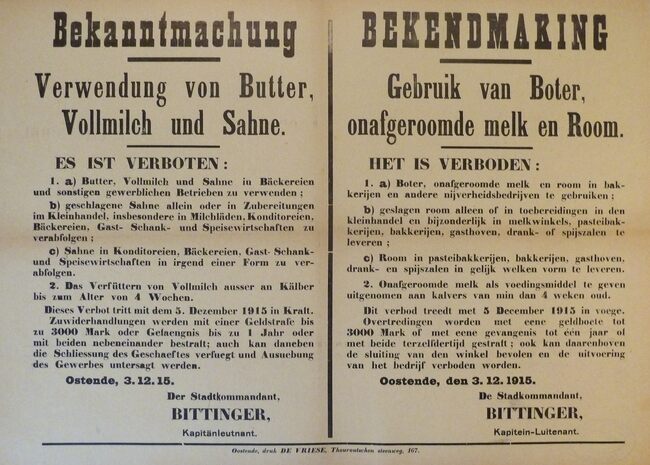 Bekanntmachung
Verwendung von Butter,
Vollmilch und Sahne.
ES IST VERBOTEN :
1. a) Butter, Vollmilch und Sahne in Bäckereien
und sonstigen gewerblichen Betrieben zu verwenden ;
b) geschlagene Sahne allein oder in Zubereitungen
im Kleinhandel, insbesondere in Milchläden, Konditoreien,
Bäckereien, Gast- Schank- und Speisewirtschaften zu
verabfolgen ;
c) Sahne in Konditoreien, Bäckereien, Gast- Schank-
und Speisewirtschaften in irgend einer Form zu ver-
abfolgen.
2. Das Verfüttern von Vollmilch ausser an Kälber
bis zum Alter von 4 Wochen.
Dieses Verbot tritt mit dem 5. Dezember 1915 in Kraft.
Zuwiderhandlungen werden mit einer Geldstrafe bis
zu 3000 Mark oder Gefaengnis bis zu 1 Jahr oder
mit beiden nebeneinander bestraft; auch kan daneben
die Schliessung des Geschaeftes verfuegt und Ausuebung
des Gewerbes untersagt werden.
Ostende, 3. 12. 15.
Der Stadtkommandant,
BITTINGER,
Kapitänleutnant.
BEKENDMAKING
Gebruik van Boter,
onafgeroomde melk en Room.
HET IS VERBODEN :
1. a) Boter, onafgeroomde melk en room in bak-
kerijen en andere nijverheidsbedrijven te gebruiken ;
b) geslagen room alleen of in toebereidingen in den
kleinhandel en bijzonderlijk in melkwinkels, pasteibak-
kerijen, bakkerijen, gasthoven, drank- of spijszalen te
leveren ;
c) Room in pasteibakkerijen, bakkerijen, gasthoven,
drank- en spijszalen in gelijk welken vorm te leveren.
2. Onafgeroomde melk als voedingsmiddel te geven
uitgenomen aan kalvers van min dan 4 weken oud.
Dit verbod treedt met 5 December 1915 in voege.
Overtredingen worden met eene geldboete tot
3000 Mark of met eene gevangenis tot één jaar of
met beide terzelfdertijd gestraft ; ook kan daarenboven
de sluiting van den winkel bevolen en de uitvoering
van het bedrijf verboden worden.
Oostende, den 3. 12. 1915.
De Stadkommandant,
BITTINGER,
Kapitein-Luitenant.
Oostende, druk DE VRIESE, Thouroutschen steenweg, 167.